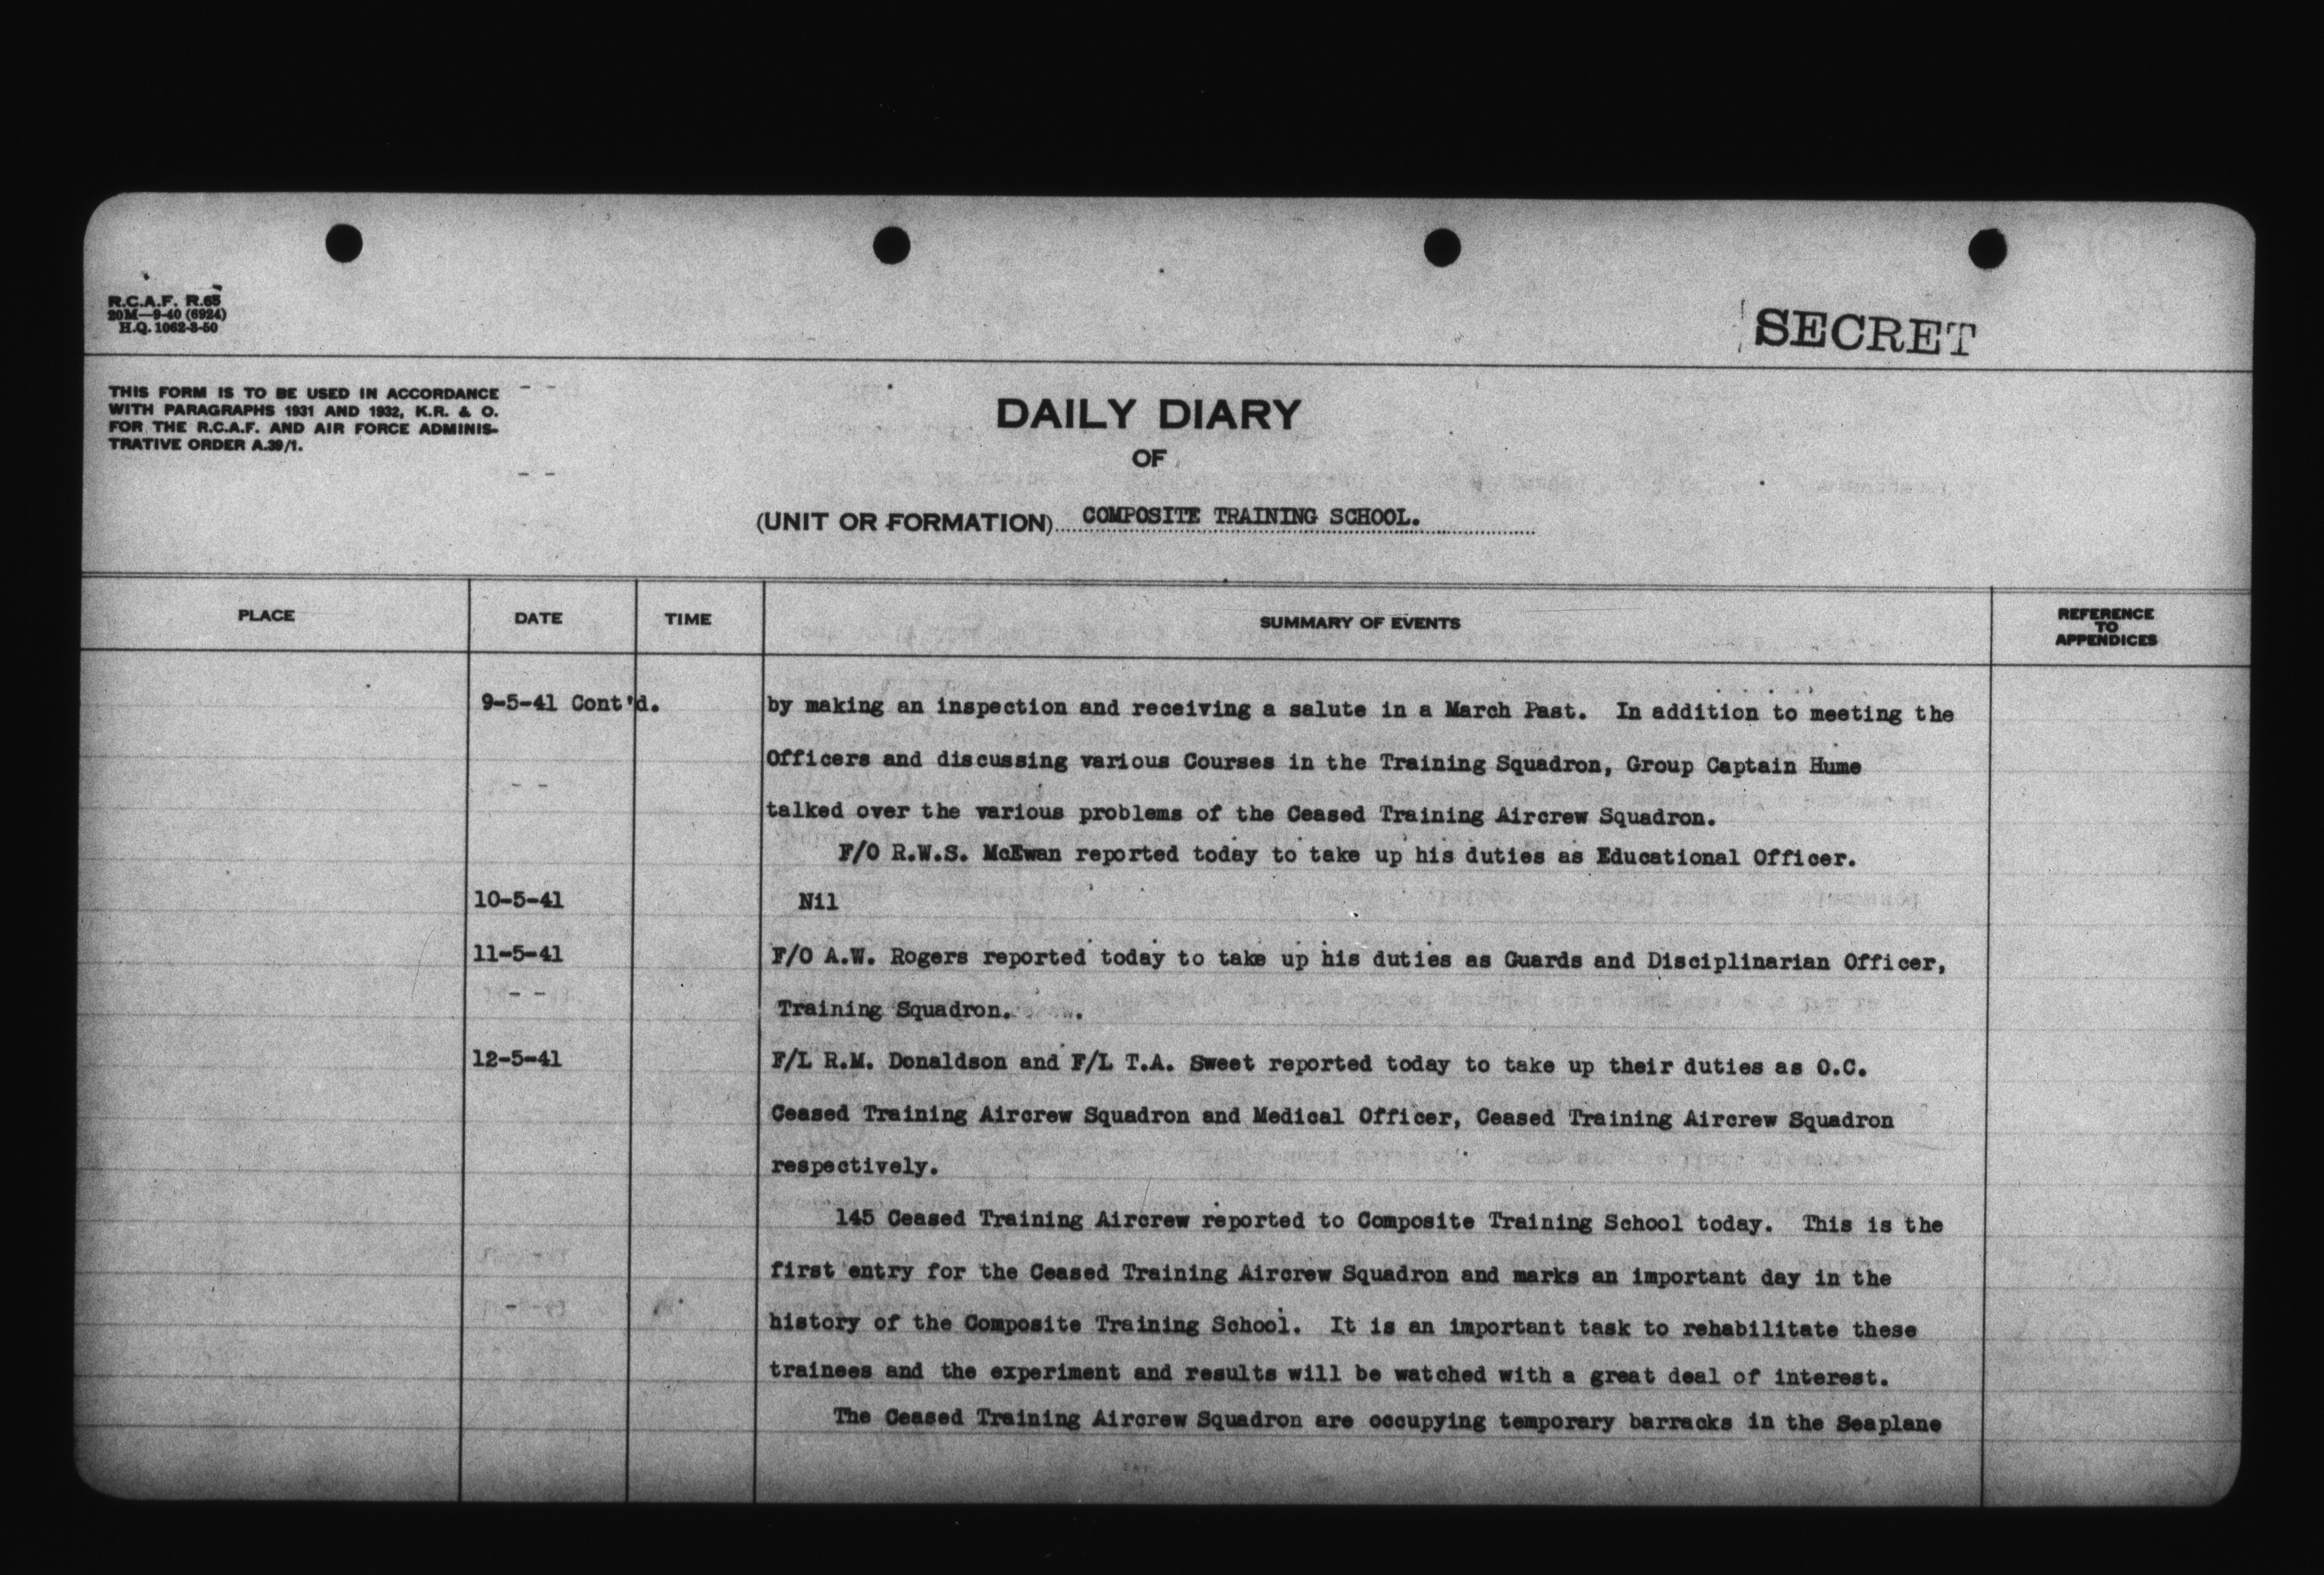 R.C.A.F. R.65
20M—9-40 (6924)
H.Q. 1062-3-50
SECRET
THIS FORM IS TO BE USED IN ACCORDANCE
WITH PARAGRAPHS 1931 AND 1932, K.R. & O.
FOR THE R.C.A.F. AND AIR FORCE ADMINIS-
TRATIVE ORDER A.39/1.
DAILY DIARY
OF
(UNIT OR FORMATION) COMPOSITE TRAINING SCHOOL.
PLACE DATE TIME SUMMARY OF EVENTS REFERENCE TO APPENDICES
9-5-41 Cont'd. by making an inspection and receiving a salute in a March Past. In addition to meeting the
Officers and discussing various Courses in the Training Squadron, Group Captain Hume
talked over the various problems of the Ceased Training Aircrew Squadron.
F/O R.W.S. McEwan reported today to take up his duties as Educational Officer.
10-5-41 Nil
11-5-41 F/O A.W. Rogers reported today to take up his duties as Guards and Disciplinarian Officer,
Training Squadron.
12-5-41 F/L R.M. Donaldson and F/L T.A. Sweet reported today to take up their duties as O.C.
Ceased Training Aircrew Squadron and Medical Officer, Ceased Training Aircrew Squadron
respectively.
145 Ceased Training Aircrew reported to Composite Training School today. This is the
first entry for the Ceased Training Aircrew Squadron and marks an important day in the
history of the Composite Training School. It is an important task to rehabilitate these
trainees and the experiment and results will be watched with a great deal of interest.
The Ceased Training Aircrew Squadron are occupying temporary barracks in the Seaplane